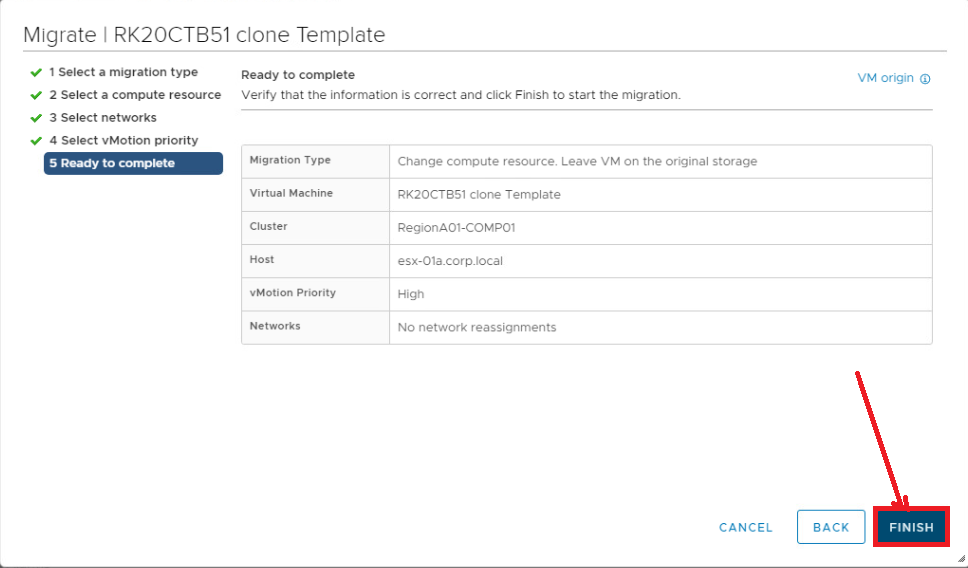 Migrate | RK20CTB51 clone Template
1 Select a migration type
2 Select a compute resource
3 Select networks
4 Select vMotion priority
5 Ready to complete
Ready to complete
Verify that the information is correct and click Finish to start the migration.
VM origin
Migration Type Change compute resource. Leave VM on the original storage
Virtual Machine RK20CTB51 clone Template
Cluster RegionA01-COMP01
Host esx-01a.corp.local
vMotion Priority High
Networks No network reassignments
CANCEL BACK FINISH